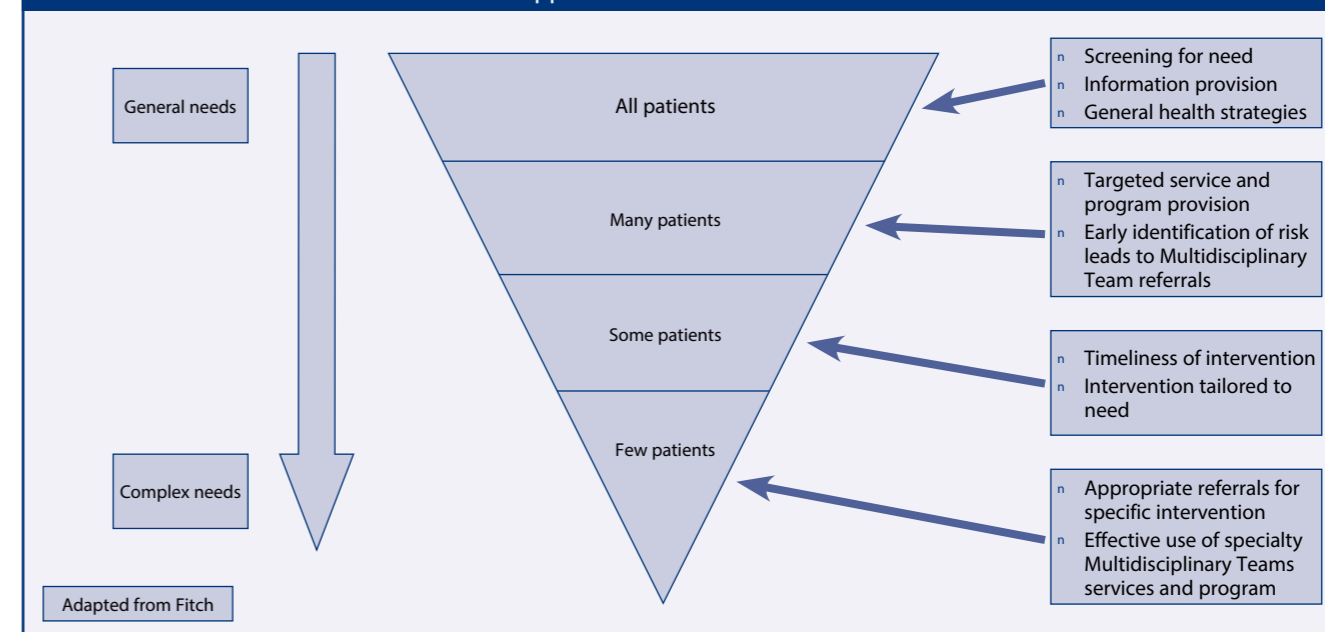 General needs
All patients
n Screening for need
n Information provision
n General health strategies
Many patients
n Targeted service and
program provision
n Early identification of risk
leads to Multidisciplinary
Team referrals
Some patients
n Timeliness of intervention
n Intervention tailored to
need
Few patients
Complex needs
n Appropriate referrals for
specific intervention
n Effective use of specialty
Multidisciplinary Teams
services and program
Adapted from Fitch